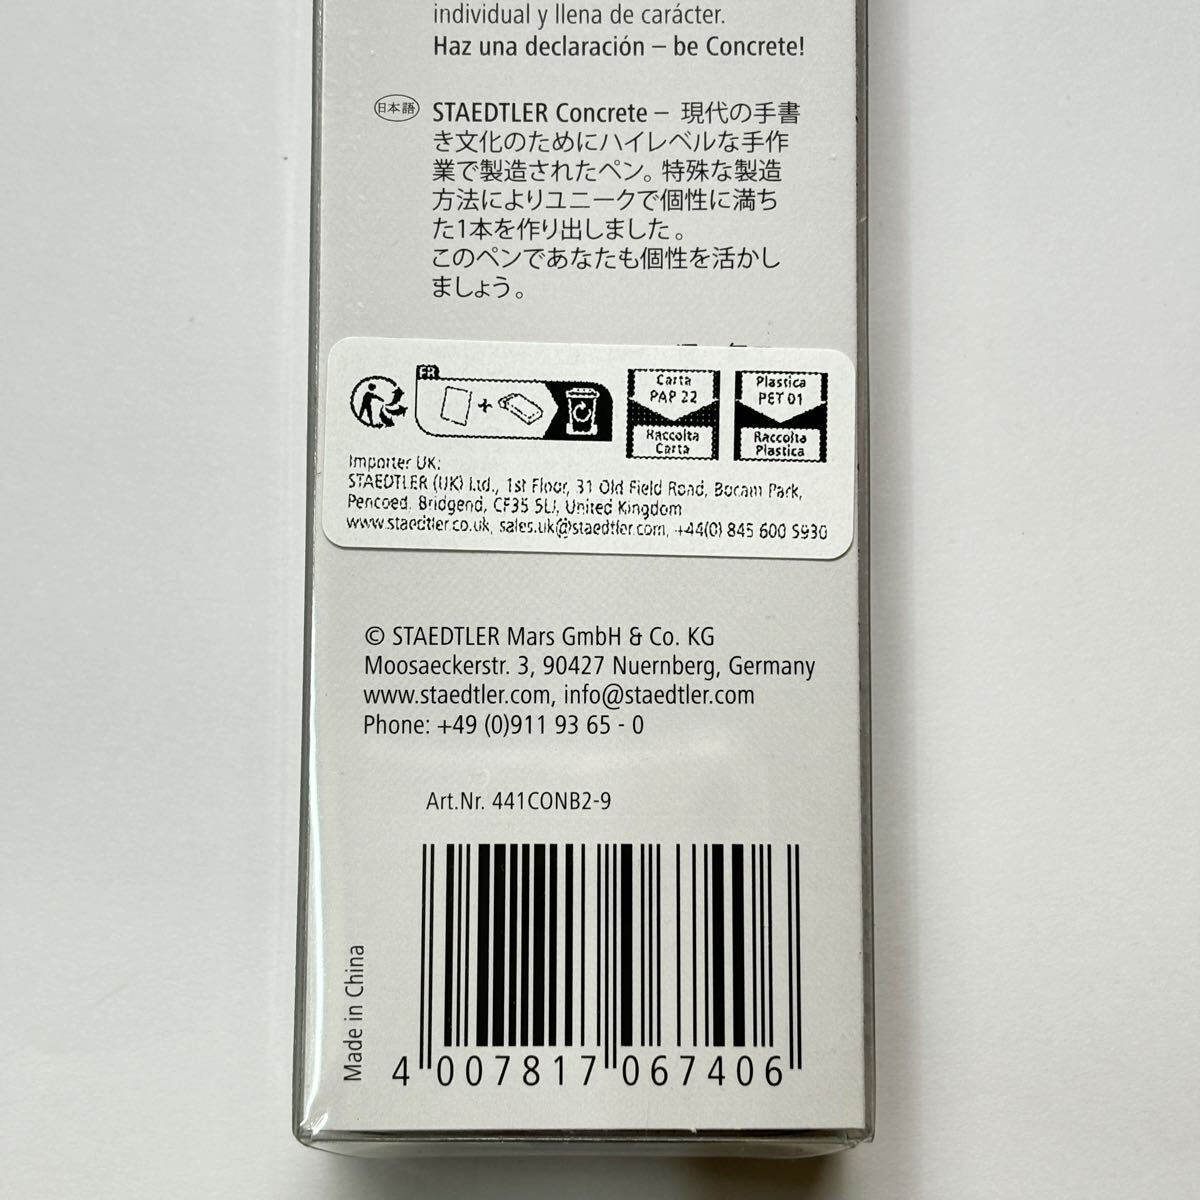 individual y llena de carácter.
Haz una declaración – be Concrete!
日本語 STAEDTLER Concrete – 現代の手書
き文化のためにハイレベルな手作
業で製造されたペン。特殊な製造
方法によりユニークで個性に満ち
た1本を作り出しました。
このペンであなたも個性を活かし
ましょう。
FR
Carta
PAP 22
Raccolta
Carta
Plastica
PET 01
Raccolta
Plastica
Importer UK:
STAEDTLER (UK) Ltd., 1st Floor, 31 Old Field Road, Bocam Park,
Pencoed, Bridgend, CF35 5LJ, United Kingdom
www.staedtler.co.uk, sales.uk@staedtler.com, +44(0) 845 600 5930
© STAEDTLER Mars GmbH & Co. KG
Moosaeckerstr. 3, 90427 Nuernberg, Germany
www.staedtler.com, info@staedtler.com
Phone: +49 (0)911 93 65 - 0
Art.Nr. 441CONB2-9
Made in China
4 007817 067406